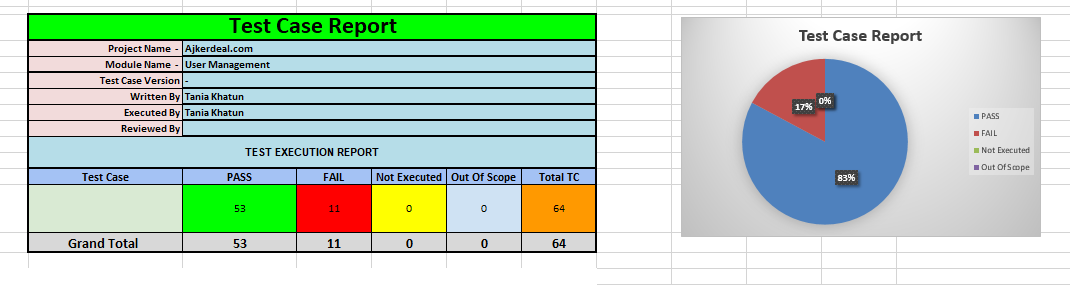 Test Case Report
Project Name - Ajkerdeal.com
Module Name - User Management
Test Case Version -
Written By Tania Khatun
Executed By Tania Khatun
Reviewed By
TEST EXECUTION REPORT
Test Case PASS FAIL Not Executed Out Of Scope Total TC
53 11 0 0 64
Grand Total 53 11 0 0 64
Test Case Report
17% 0%
83%
PASS
FAIL
Not Executed
Out Of Scope